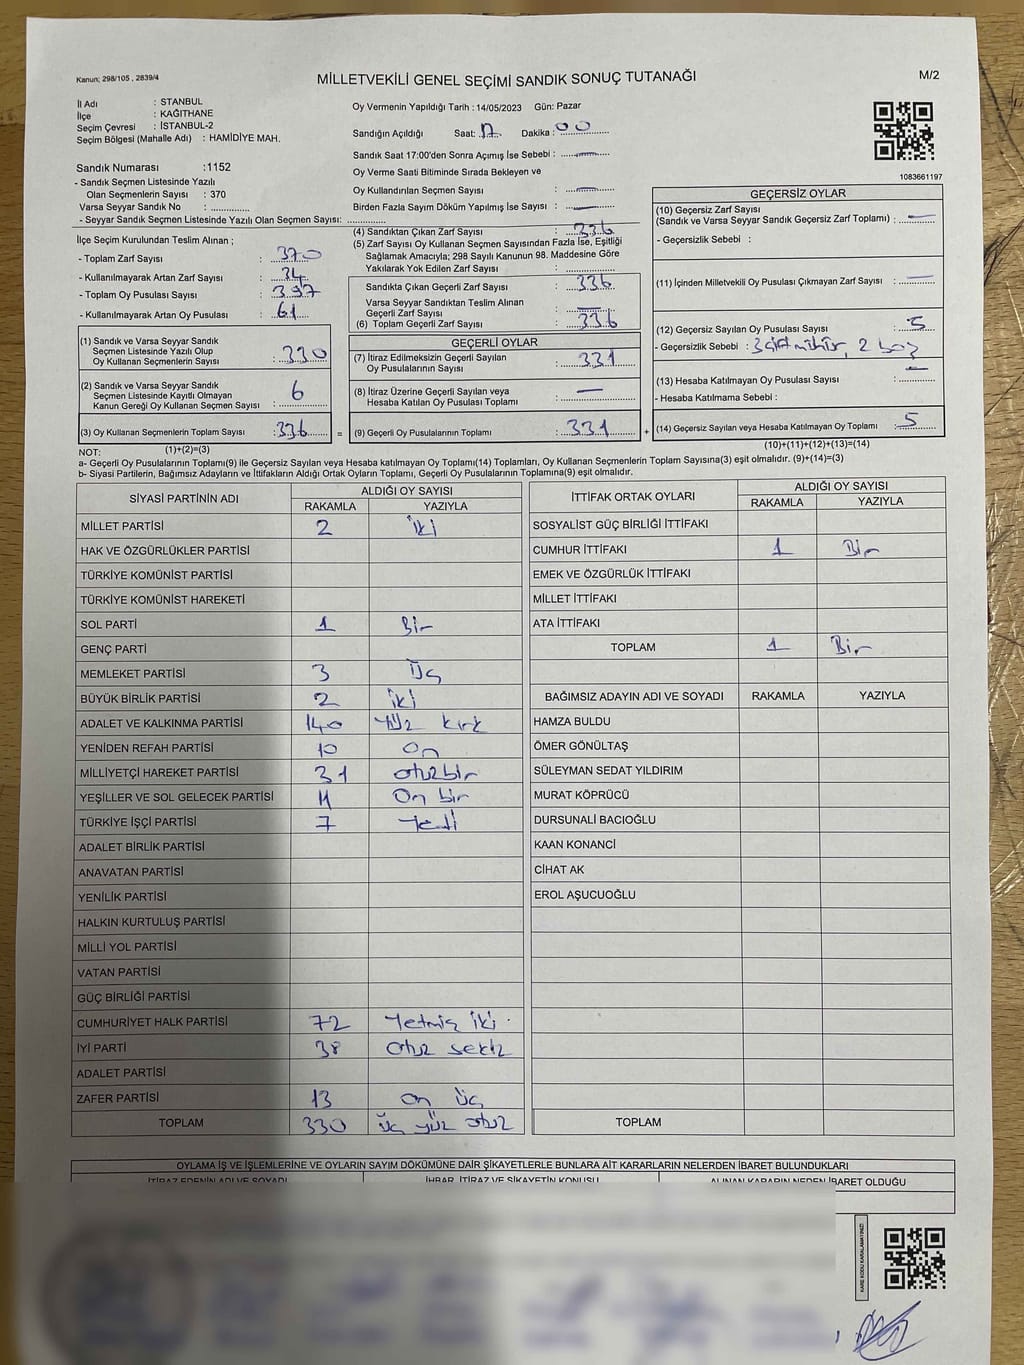 Kanun; 298/105 , 2839/4
MİLLETVEKİLİ GENEL SEÇİMİ SANDIK SONUÇ TUTANAĞI
M/2
İl Adı : STANBUL
İlçe : KAĞITHANE
Seçim Çevresi : İSTANBUL-2
Seçim Bölgesi (Mahalle Adı) : HAMİDİYE MAH.
Sandık Numarası :1152
- Sandık Seçmen Listesinde Yazılı
Olan Seçmenlerin Sayısı : 370
Varsa Seyyar Sandık No : ..............
- Seyyar Sandık Seçmen Listesinde Yazılı Olan Seçmen Sayısı: ..............
İlçe Seçim Kurulundan Teslim Alınan ;
- Toplam Zarf Sayısı : 370
- Kullanılmayarak Artan Zarf Sayısı : 34
- Toplam Oy Pusulası Sayısı : 397
- Kullanılmayarak Artan Oy Pusulası : 61
(1) Sandık ve Varsa Seyyar Sandık
Seçmen Listesinde Yazılı Olup
Oy Kullanan Seçmenlerin Sayısı : 330
(2) Sandık ve Varsa Seyyar Sandık
Seçmen Listesinde Kayıtlı Olmayan
Kanun Gereği Oy Kullanan Seçmen Sayısı : 6
(3) Oy Kullanan Seçmenlerin Toplam Sayısı : 336
(1)+(2)=(3)
Oy Vermenin Yapıldığı Tarih : 14/05/2023 Gün: Pazar
Sandığın Açıldığı Saat: 17 Dakika : 00
Sandık Saat 17:00'den Sonra Açımış İse Sebebi : —
Oy Verme Saati Bitiminde Sırada Bekleyen ve
Oy Kullandırılan Seçmen Sayısı : —
Birden Fazla Sayım Döküm Yapılmış İse Sayısı : —
(4) Sandıktan Çıkan Zarf Sayısı : 336
(5) Zarf Sayısı Oy Kullanan Seçmen Sayısından Fazla İse, Eşitliği
Sağlamak Amacıyla; 298 Sayılı Kanunun 98. Maddesine Göre
Yakılarak Yok Edilen Zarf Sayısı : ..............
Sandıkta Çıkan Geçerli Zarf Sayısı : 336
Varsa Seyyar Sandıktan Teslim Alınan
Geçerli Zarf Sayısı : —
(6) Toplam Geçerli Zarf Sayısı : 336
GEÇERLİ OYLAR
(7) İtiraz Edilmeksizin Geçerli Sayılan
Oy Pusulalarının Sayısı : 331
(8) İtiraz Üzerine Geçerli Sayılan veya
Hesaba Katılan Oy Pusulası Toplamı : —
= (9) Geçerli Oy Pusulalarının Toplamı : 331 +
1083661197
GEÇERSİZ OYLAR
(10) Geçersiz Zarf Sayısı
(Sandık ve Varsa Seyyar Sandık Geçersiz Zarf Toplamı) : —
- Geçersizlik Sebebi :
(11) İçinden Milletvekili Oy Pusulası Çıkmayan Zarf Sayısı : —
(12) Geçersiz Sayılan Oy Pusulası Sayısı : 5
- Geçersizlik Sebebi : 3 çift mühür, 2 boş
(13) Hesaba Katılmayan Oy Pusulası Sayısı : —
- Hesaba Katılmama Sebebi :
(14) Geçersiz Sayılan veya Hesaba Katılmayan Oy Toplamı : 5
(10)+(11)+(12)+(13)=(14)
NOT:
a- Geçerli Oy Pusulalarının Toplamı(9) ile Geçersiz Sayılan veya Hesaba katılmayan Oy Toplamı(14) Toplamları, Oy Kullanan Seçmenlerin Toplam Sayısına(3) eşit olmalıdır. (9)+(14)=(3)
b- Siyasi Partilerin, Bağımsız Adayların ve İttifakların Aldığı Ortak Oyların Toplamı, Geçerli Oy Pusulalarının Toplamına(9) eşit olmalıdır.
SİYASİ PARTİNİN ADI ALDIĞI OY SAYISI
RAKAMLA YAZIYLA
MİLLET PARTİSİ 2 iki
HAK VE ÖZGÜRLÜKLER PARTİSİ
TÜRKİYE KOMÜNİST PARTİSİ
TÜRKİYE KOMÜNİST HAREKETİ
SOL PARTİ 1 Bir
GENÇ PARTİ
MEMLEKET PARTİSİ 3 Üç
BÜYÜK BİRLİK PARTİSİ 2 iki
ADALET VE KALKINMA PARTİSİ 140 Yüz kırk
YENİDEN REFAH PARTİSİ 10 On
MİLLİYETÇİ HAREKET PARTİSİ 31 otuzbir
YEŞİLLER VE SOL GELECEK PARTİSİ 11 On bir
TÜRKİYE İŞÇİ PARTİSİ 7 Yedi
ADALET BİRLİK PARTİSİ
ANAVATAN PARTİSİ
YENİLİK PARTİSİ
HALKIN KURTULUŞ PARTİSİ
MİLLİ YOL PARTİSİ
VATAN PARTİSİ
GÜÇ BİRLİĞİ PARTİSİ
CUMHURİYET HALK PARTİSİ 72 Yetmiş iki
İYİ PARTİ 38 otuz sekiz
ADALET PARTİSİ
ZAFER PARTİSİ 13 on üç
TOPLAM 330 üç yüz otuz
İTTİFAK ORTAK OYLARI ALDIĞI OY SAYISI
RAKAMLA YAZIYLA
SOSYALİST GÜÇ BİRLİĞİ İTTİFAKI
CUMHUR İTTİFAKI 1 Bir
EMEK VE ÖZGÜRLÜK İTTİFAKI
MİLLET İTTİFAKI
ATA İTTİFAKI
TOPLAM 1 Bir
BAĞIMSIZ ADAYIN ADI VE SOYADI RAKAMLA YAZIYLA
HAMZA BULDU
ÖMER GÖNÜLTAŞ
SÜLEYMAN SEDAT YILDIRIM
MURAT KÖPRÜCÜ
DURSUNALİ BACIOĞLU
KAAN KONANCİ
CİHAT AK
EROL AŞUCUOĞLU
TOPLAM
OYLAMA İŞ VE İŞLEMLERİNE VE OYLARIN SAYIM DÖKÜMÜNE DAİR ŞİKAYETLERLE BUNLARA AİT KARARLARIN NELERDEN İBARET BULUNDUKLARI
İTİRAZ EDENİN ADI VE SOYADI İHBAR, İTİRAZ VE ŞİKAYETİN KONUSU ALINAN KARARIN NEDEN İBARET OLDUĞU
KARE KODU KARALAMAYINIZ!